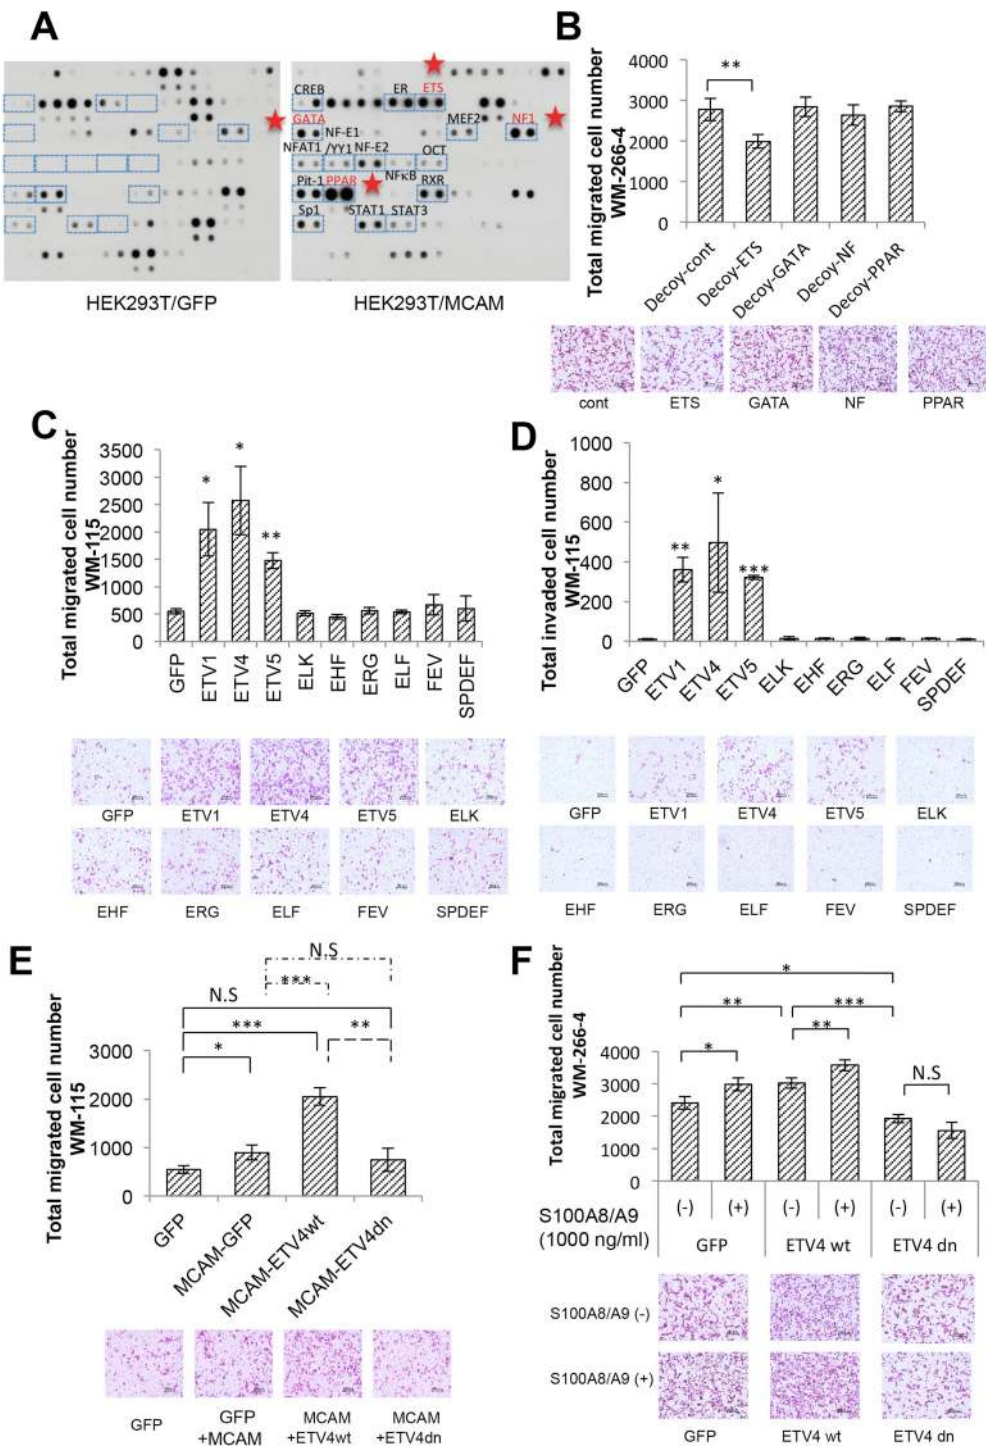 A
CREB
ER
ETS
GATA
NF-E1
MEF2
NF1
NFAT1
/YY1
NF-E2
OCT
NFκB
Pit-1
PPAR
RXR
Sp1
STAT1
STAT3
HEK293T/GFP
HEK293T/MCAM
B
Total migrated cell number
WM-266-4
4000
3000
2000
1000
0
**
Decoy-cont
Decoy-ETS
Decoy-GATA
Decoy-NF
Decoy-PPAR
cont
ETS
GATA
NF
PPAR
C
Total migrated cell number
WM-115
3500
3000
2500
2000
1500
1000
500
0
*
*
**
GFP
ETV1
ETV4
ETV5
ELK
EHF
ERG
ELF
FEV
SPDEF
GFP
ETV1
ETV4
ETV5
ELK
EHF
ERG
ELF
FEV
SPDEF
D
Total invaded cell number
WM-115
1000
800
600
400
200
0
**
*
***
GFP
ETV1
ETV4
ETV5
ELK
EHF
ERG
ELF
FEV
SPDEF
GFP
ETV1
ETV4
ETV5
ELK
EHF
ERG
ELF
FEV
SPDEF
E
N.S
***
N.S
***
**
*
Total migrated cell number
WM-115
3000
2000
1000
0
GFP
MCAM-GFP
MCAM-ETV4wt
MCAM-ETV4dn
GFP
GFP
+MCAM
MCAM
+ETV4wt
MCAM
+ETV4dn
F
*
**
***
*
**
N.S
Total migrated cell number
WM-266-4
4000
3000
2000
1000
0
S100A8/A9
(1000 ng/ml)
(-)
(+)
(-)
(+)
(-)
(+)
GFP
ETV4 wt
ETV4 dn
S100A8/A9 (-)
S100A8/A9 (+)
GFP
ETV4 wt
ETV4 dn